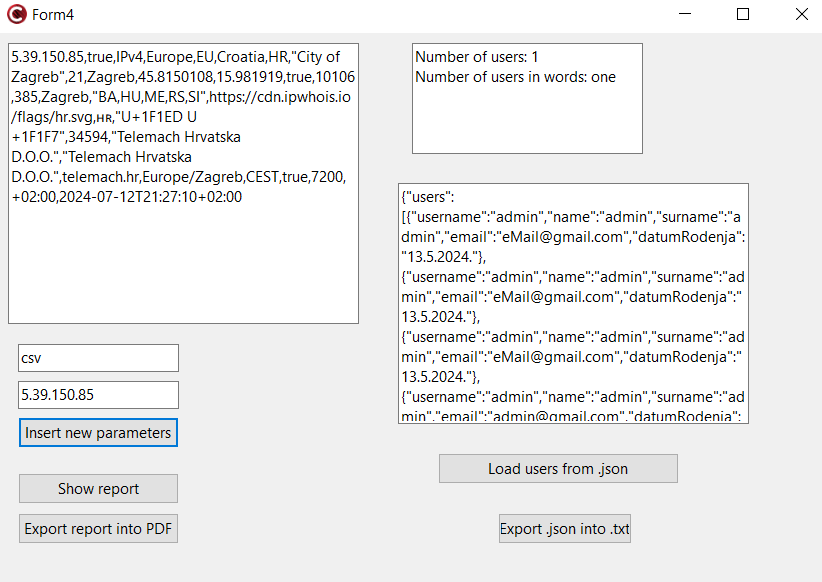 Form4
5.39.150.85,true,IPv4,Europe,EU,Croatia,HR,"City of
Zagreb",21,Zagreb,45.8150108,15.981919,true,10106
,385,Zagreb,"BA,HU,ME,RS,SI",https://cdn.ipwhois.io
/flags/hr.svg,🇭🇷,"U+1F1ED U
+1F1F7",34594,"Telemach Hrvatska
D.O.O.","Telemach Hrvatska
D.O.O.",telemach.hr,Europe/Zagreb,CEST,true,7200,
+02:00,2024-07-12T21:27:10+02:00
csv
5.39.150.85
Insert new parameters
Show report
Export report into PDF
Number of users: 1
Number of users in words: one
{"users":
[{"username":"admin","name":"admin","surname":"a
dmin","email":"eMail@gmail.com","datumRodenja":
"13.5.2024."},
{"username":"admin","name":"admin","surname":"ad
min","email":"eMail@gmail.com","datumRodenja":"
13.5.2024."},
{"username":"admin","name":"admin","surname":"ad
min","email":"eMail@gmail.com","datumRodenja":"
13.5.2024."},
{"username":"admin","name":"admin","surname":"ad
min","email":"admin@gmail.com","datumRodenja":
Load users from .json
Export .json into .txt